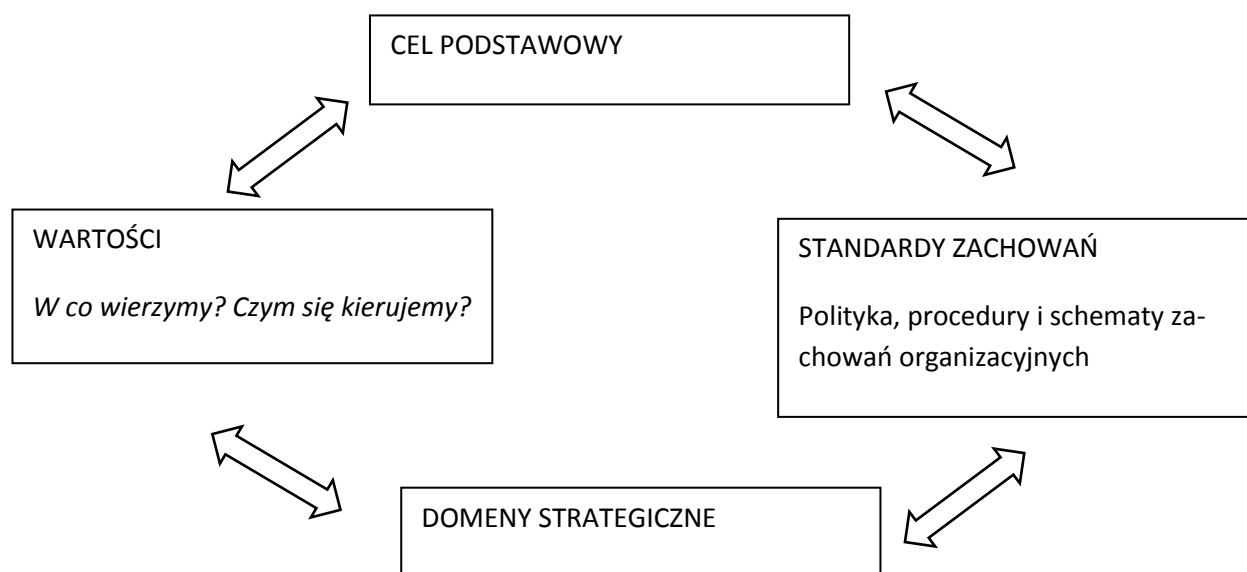 CEL PODSTAWOWY
WARTOŚCI
W co wierzymy? Czym się kierujemy?
STANDARDY ZACHOWAŃ
Polityka, procedury i schematy za-
chowań organizacyjnych
DOMENY STRATEGICZNE